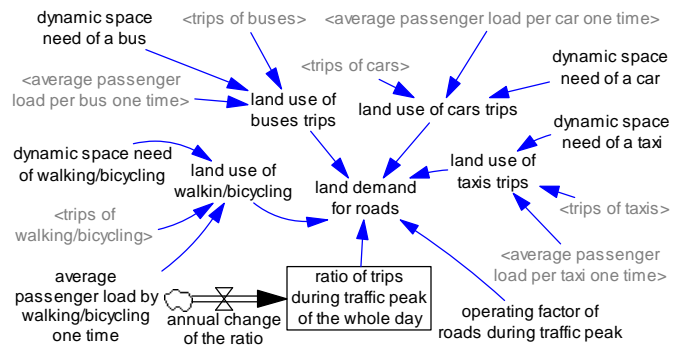 dynamic space
need of a bus
<trips of buses>
<average passenger load per car one time>
<trips of cars>
dynamic space
need of a car
<average passenger
load per bus one time>
land use of
buses trips
land use of cars trips
dynamic space
need of a taxi
dynamic space need
of walking/bicycling
land use of
walkin/bicycling
land demand
for roads
land use of
taxis trips
<trips of
walking/bicycling>
<trips of taxis>
<average passenger
load per taxi one time>
average
passenger load by
walking/bicycling
one time
annual change
of the ratio
ratio of trips
during traffic peak
of the whole day
operating factor of
roads during traffic peak